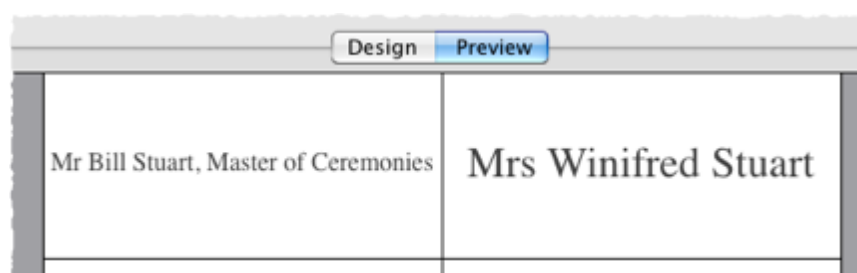 Design Preview
Mr Bill Stuart, Master of Ceremonies
Mrs Winifred Stuart